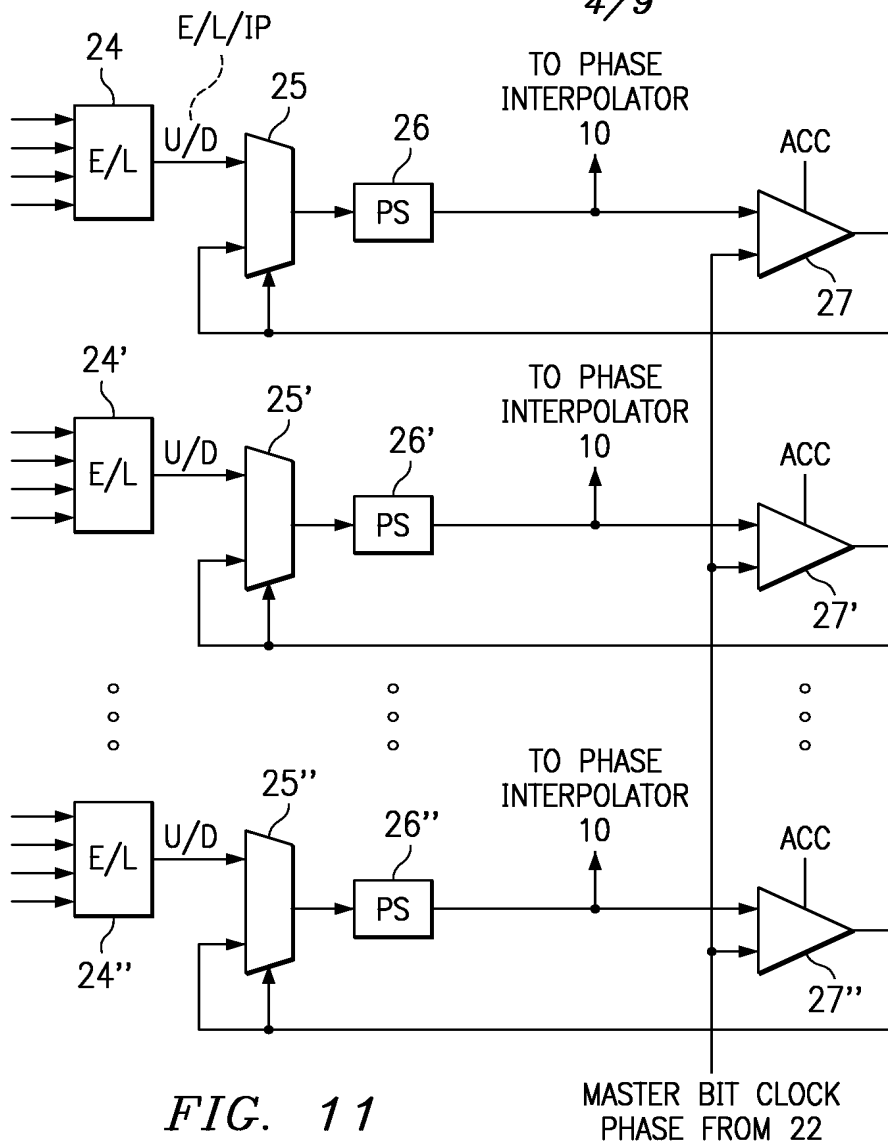 4/9
E/L/IP
24
25
TO PHASE
INTERPOLATOR
10
26
ACC
E/L
U/D
PS
27
24'
25'
TO PHASE
INTERPOLATOR
10
26'
ACC
E/L
U/D
PS
27'
25''
TO PHASE
INTERPOLATOR
10
26''
ACC
E/L
U/D
PS
24''
27''
FIG. 11
MASTER BIT CLOCK
PHASE FROM 22